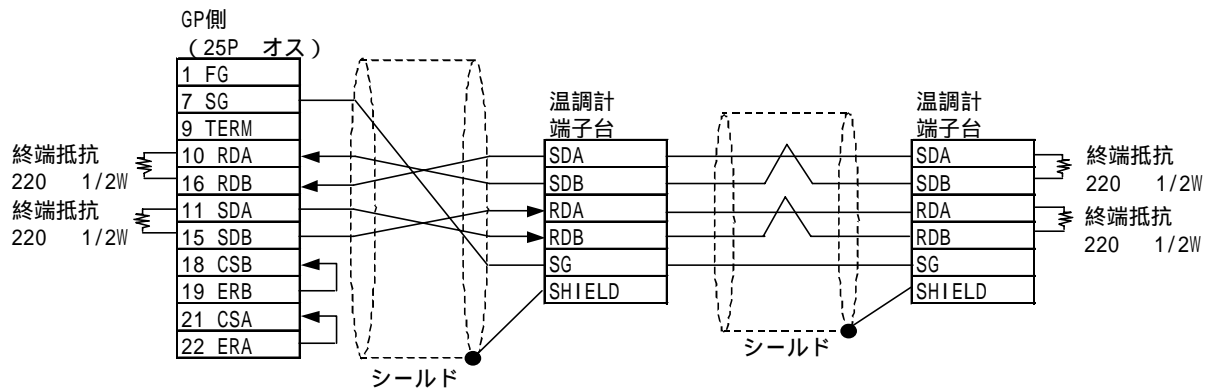 GP側
(25P オス)
1 FG
7 SG
9 TERM
10 RDA
16 RDB
11 SDA
15 SDB
18 CSB
19 ERB
21 CSA
22 ERA
終端抵抗
220 1/2W
終端抵抗
220 1/2W
シールド
温調計
端子台
SDA
SDB
RDA
RDB
SG
SHIELD
シールド
温調計
端子台
SDA
SDB
RDA
RDB
SG
SHIELD
終端抵抗
220 1/2W
終端抵抗
220 1/2W